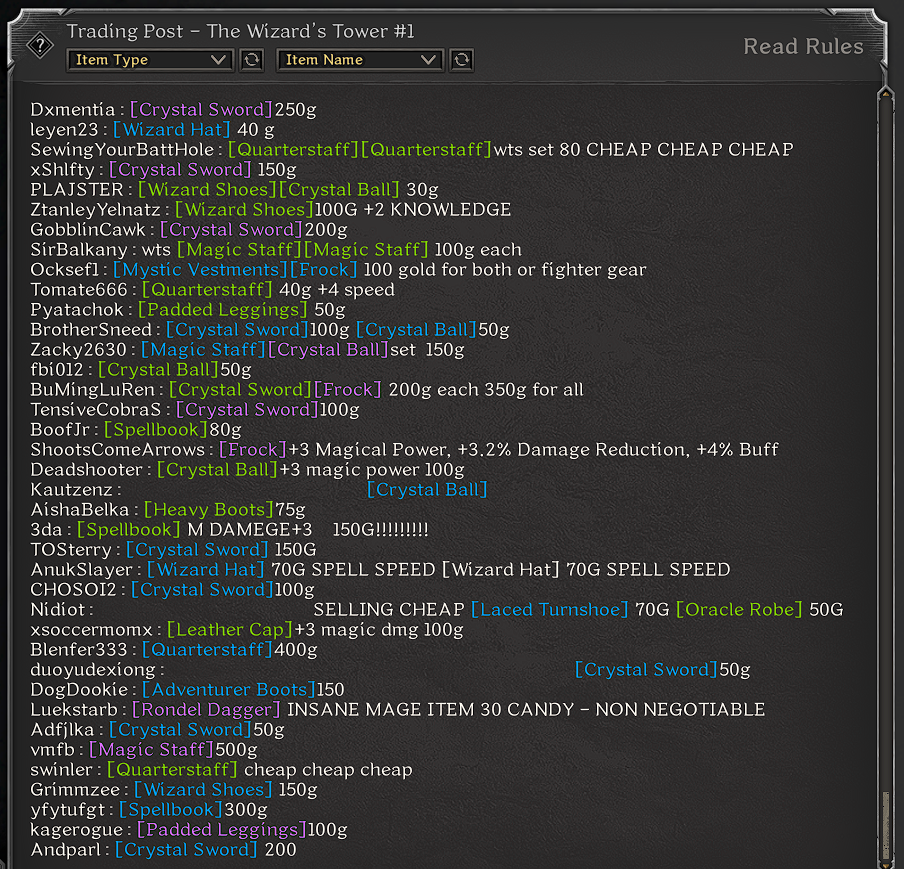 Trading Post - The Wizard's Tower #1
Item Type
Item Name
Read Rules
Dxmentia : [Crystal Sword]250g
leyen23 : [Wizard Hat] 40 g
SewingYourBattHole : [Quarterstaff][Quarterstaff]wts set 80 CHEAP CHEAP CHEAP
xShlfty : [Crystal Sword] 150g
PLAJSTER : [Wizard Shoes][Crystal Ball] 30g
ZtanleyYelnatz : [Wizard Shoes]100G +2 KNOWLEDGE
GobblinCawk : [Crystal Sword]200g
SirBalkany : wts [Magic Staff][Magic Staff] 100g each
Ocksef1 : [Mystic Vestments][Frock] 100 gold for both or fighter gear
Tomate666 : [Quarterstaff] 40g +4 speed
Pyatachok : [Padded Leggings] 50g
BrotherSneed : [Crystal Sword]100g [Crystal Ball]50g
Zacky2630 : [Magic Staff][Crystal Ball]set 150g
fbi012 : [Crystal Ball]50g
BuMingLuRen : [Crystal Sword][Frock] 200g each 350g for all
TensiveCobraS : [Crystal Sword]100g
BoofJr : [Spellbook]80g
ShootsComeArrows : [Frock]+3 Magical Power, +3.2% Damage Reduction, +4% Buff
Deadshooter : [Crystal Ball]+3 magic power 100g
Kautzenz : [Crystal Ball]
AishaBelka : [Heavy Boots]75g
3da : [Spellbook] M DAMEGE+3 150G!!!!!!!!!
TOSterry : [Crystal Sword] 150G
AnukSlayer : [Wizard Hat] 70G SPELL SPEED [Wizard Hat] 70G SPELL SPEED
CHOSOI2 : [Crystal Sword]100g
Nidiot : SELLING CHEAP [Laced Turnshoe] 70G [Oracle Robe] 50G
xsoccermomx : [Leather Cap]+3 magic dmg 100g
Blenfer333 : [Quarterstaff]400g
duoyudexiong : [Crystal Sword]50g
DogDookie : [Adventurer Boots]150
Luekstarb : [Rondel Dagger] INSANE MAGE ITEM 30 CANDY - NON NEGOTIABLE
Adfjlka : [Crystal Sword]50g
vmfb : [Magic Staff]500g
swinler : [Quarterstaff] cheap cheap cheap
Grimmzee : [Wizard Shoes] 150g
yfytufgt : [Spellbook]300g
kagerogue : [Padded Leggings]100g
Andparl : [Crystal Sword] 200